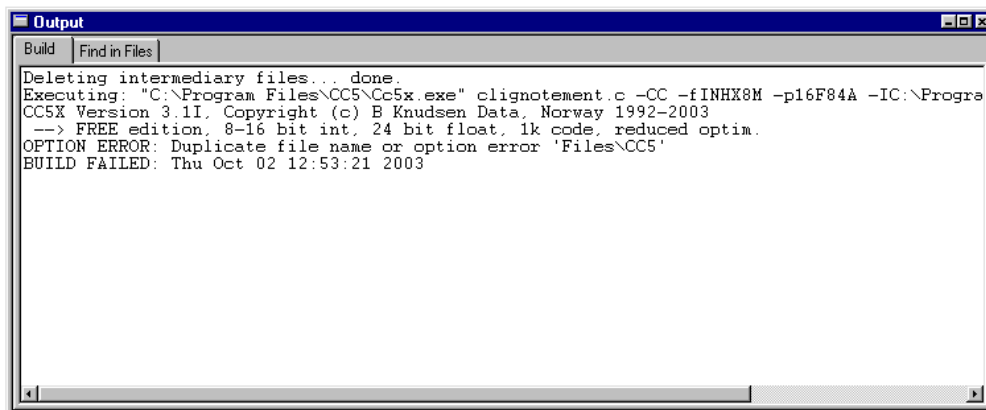 Output
Build Find in Files
Deleting intermediary files... done.
Executing: "C:\Program Files\CC5\Cc5x.exe" clignotement.c -CC -fINHX8M -p16F84A -IC:\Progra
CC5X Version 3.1I, Copyright (c) B Knudsen Data, Norway 1992-2003
--> FREE edition, 8-16 bit int, 24 bit float, 1k code, reduced optim.
OPTION ERROR: Duplicate file name or option error 'Files\CC5'
BUILD FAILED: Thu Oct 02 12:53:21 2003